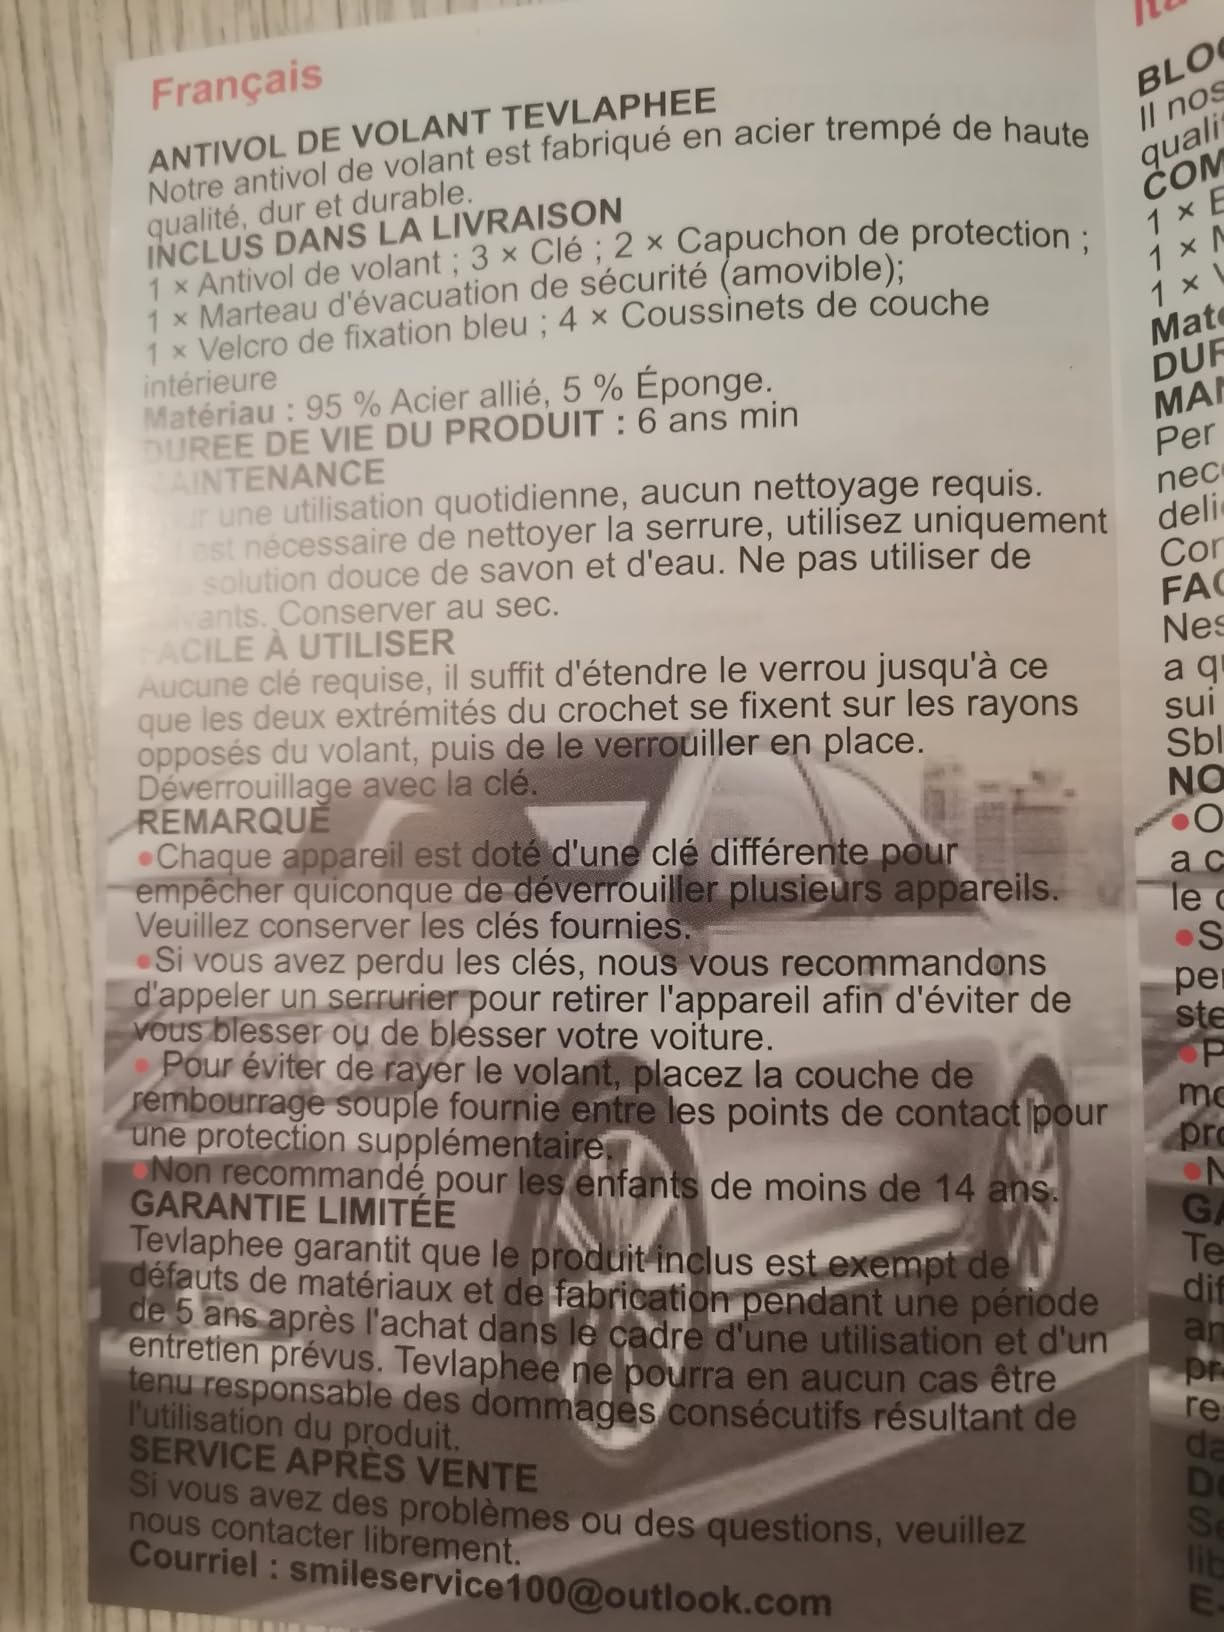 Français
ANTIVOL DE VOLANT TEVLAPHEE
Notre antivol de volant est fabriqué en acier trempé de haute
qualité, dur et durable.
INCLUS DANS LA LIVRAISON
1 × Antivol de volant ; 3 × Clé ; 2 × Capuchon de protection ;
1 × Marteau d'évacuation de sécurité (amovible);
1 × Velcro de fixation bleu ; 4 × Coussinets de couche
intérieure
Matériau : 95 % Acier allié, 5 % Éponge.
DUREE DE VIE DU PRODUIT : 6 ans min
MAINTENANCE
une utilisation quotidienne, aucun nettoyage requis.
est nécessaire de nettoyer la serrure, utilisez uniquement
solution douce de savon et d'eau. Ne pas utiliser de
Conserver au sec.
FACILE À UTILISER
Aucune clé requise, il suffit d'étendre le verrou jusqu'à ce
que les deux extrémités du crochet se fixent sur les rayons
opposés du volant, puis de le verrouiller en place.
Déverrouillage avec la clé.
REMARQUE
•Chaque appareil est doté d'une clé différente pour
empêcher quiconque de déverrouiller plusieurs appareils.
Veuillez conserver les clés fournies.
•Si vous avez perdu les clés, nous vous recommandons
d'appeler un serrurier pour retirer l'appareil afin d'éviter de
vous blesser ou de blesser votre voiture.
• Pour éviter de rayer le volant, placez la couche de
rembourrage souple fournie entre les points de contact pour
une protection supplémentaire.
•Non recommandé pour les enfants de moins de 14 ans.
GARANTIE LIMITÉE
Tevlaphee garantit que le produit inclus est exempt de
défauts de matériaux et de fabrication pendant une période
de 5 ans après l'achat dans le cadre d'une utilisation et d'un
entretien prévus. Tevlaphee ne pourra en aucun cas être
tenu responsable des dommages consécutifs résultant de
l'utilisation du produit.
SERVICE APRÈS VENTE
Si vous avez des problèmes ou des questions, veuillez
nous contacter librement.
Courriel : smileservice100@outlook.com
Il
1 ×
1 ×
1 ×
Per